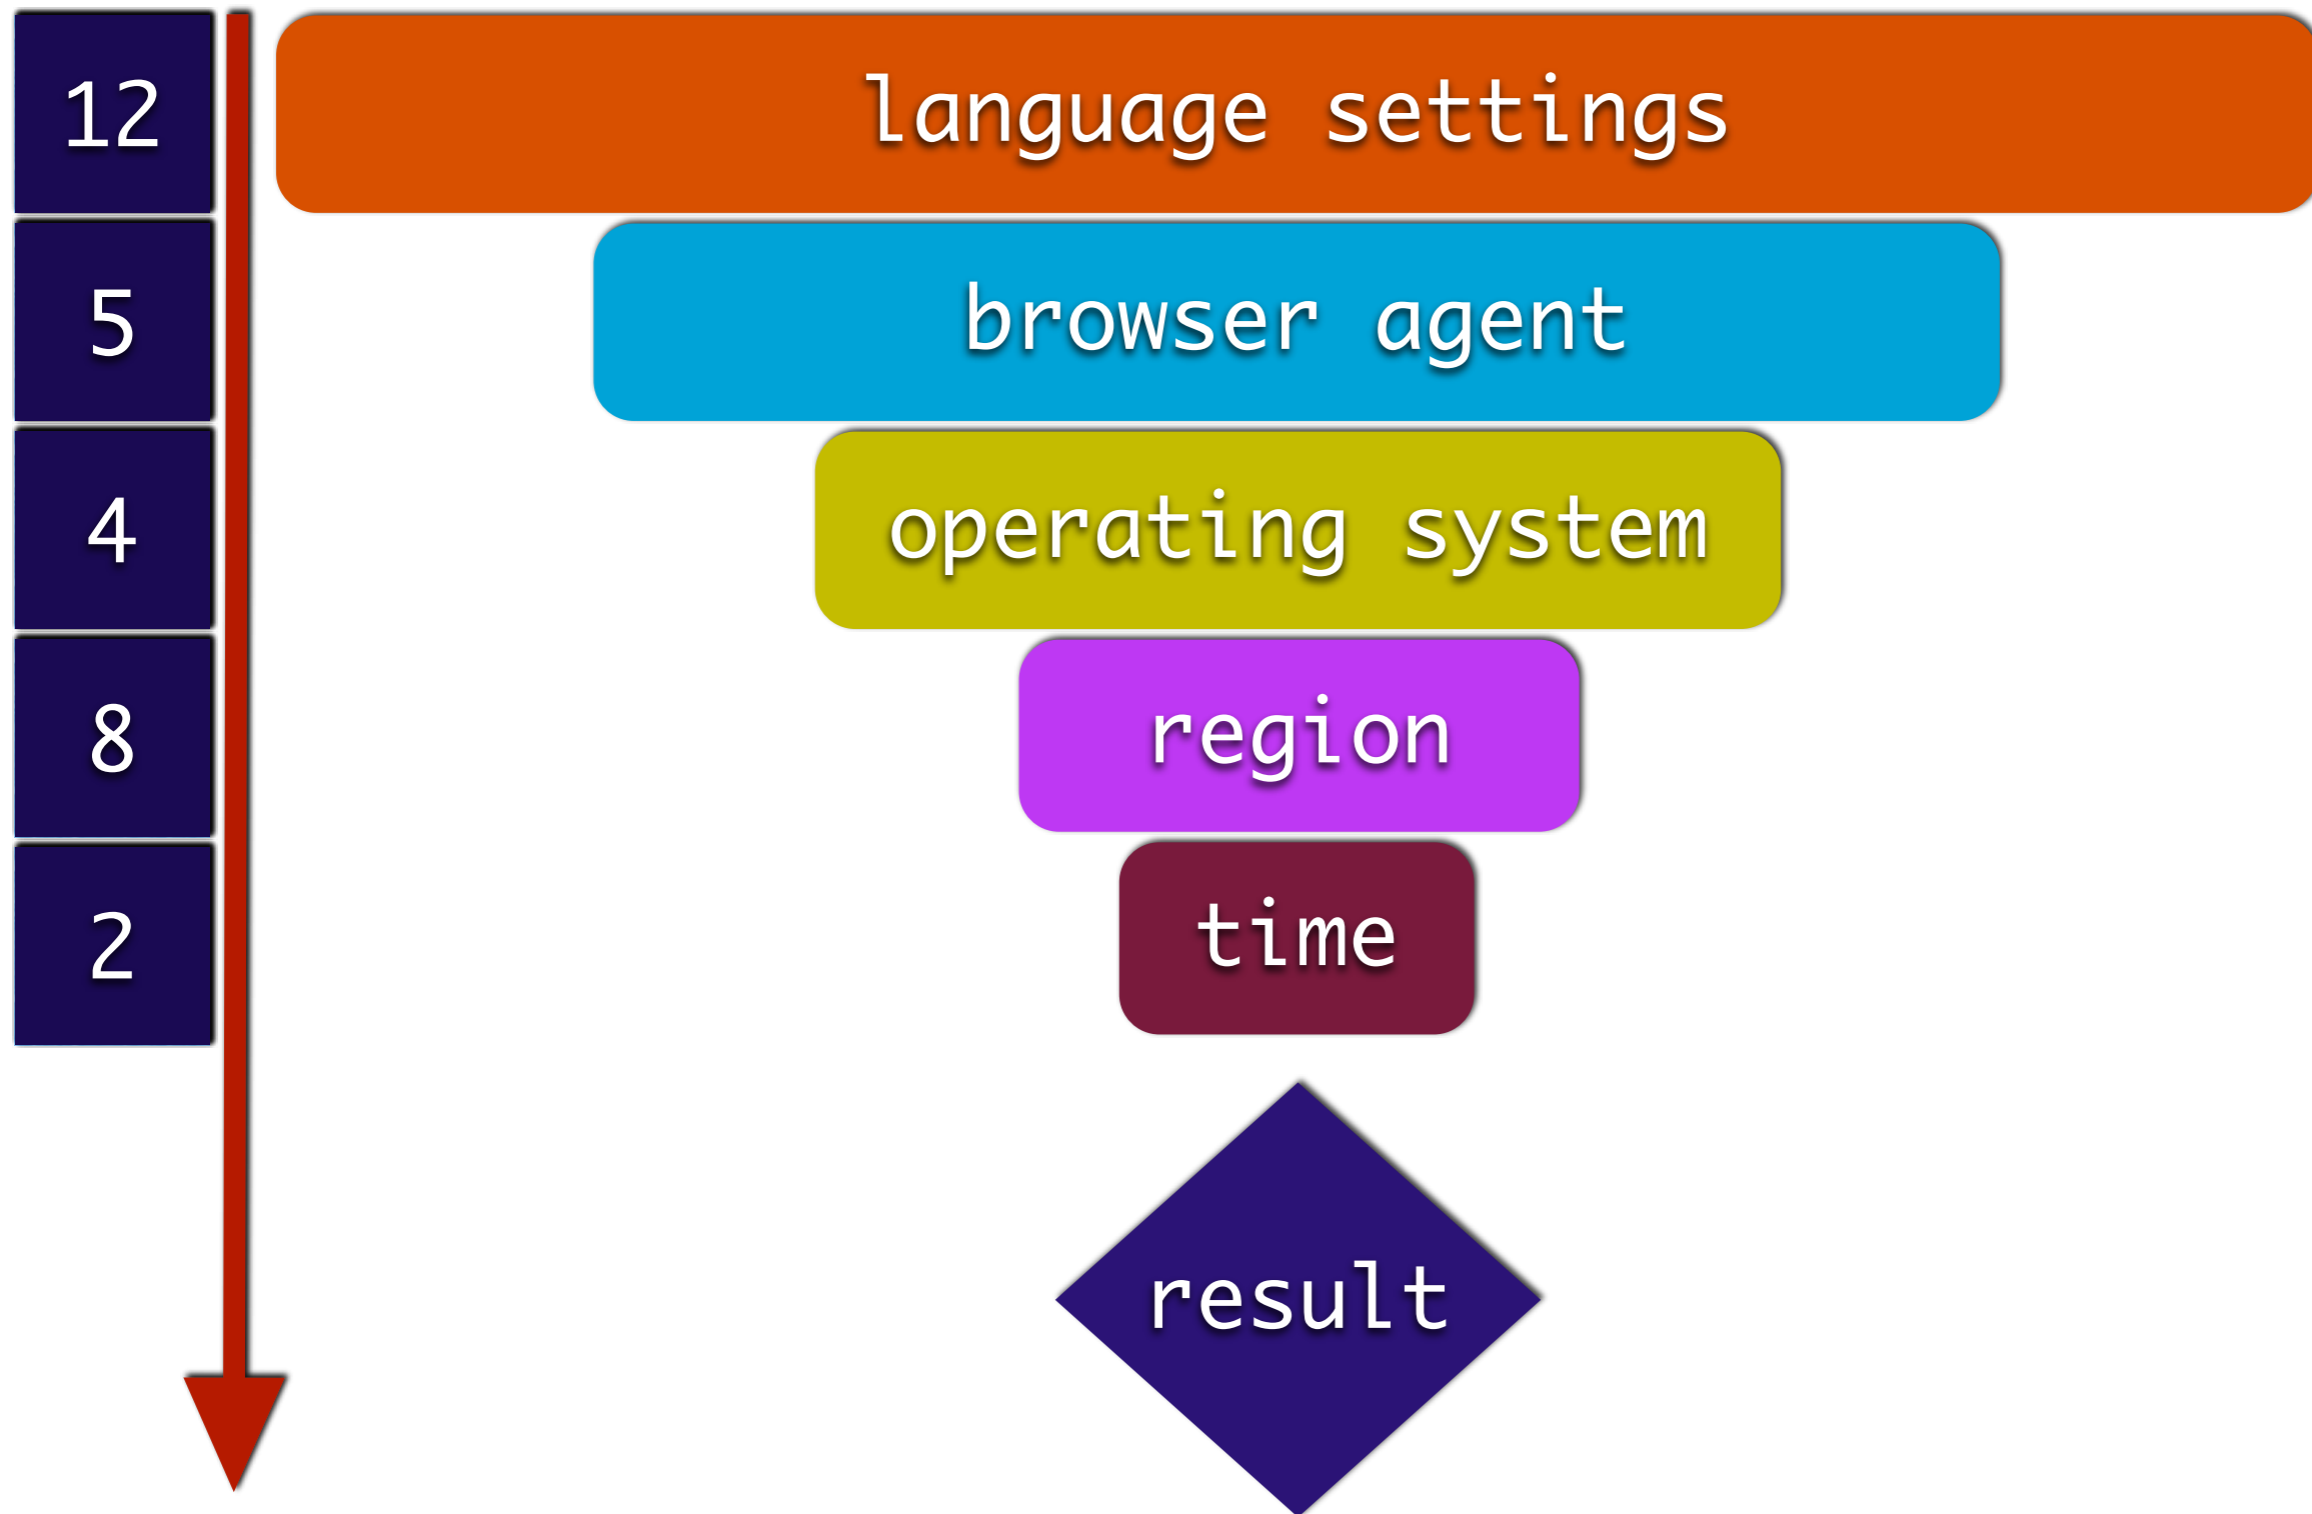 12
language settings
5
browser agent
4
operating system
8
region
2
time
result